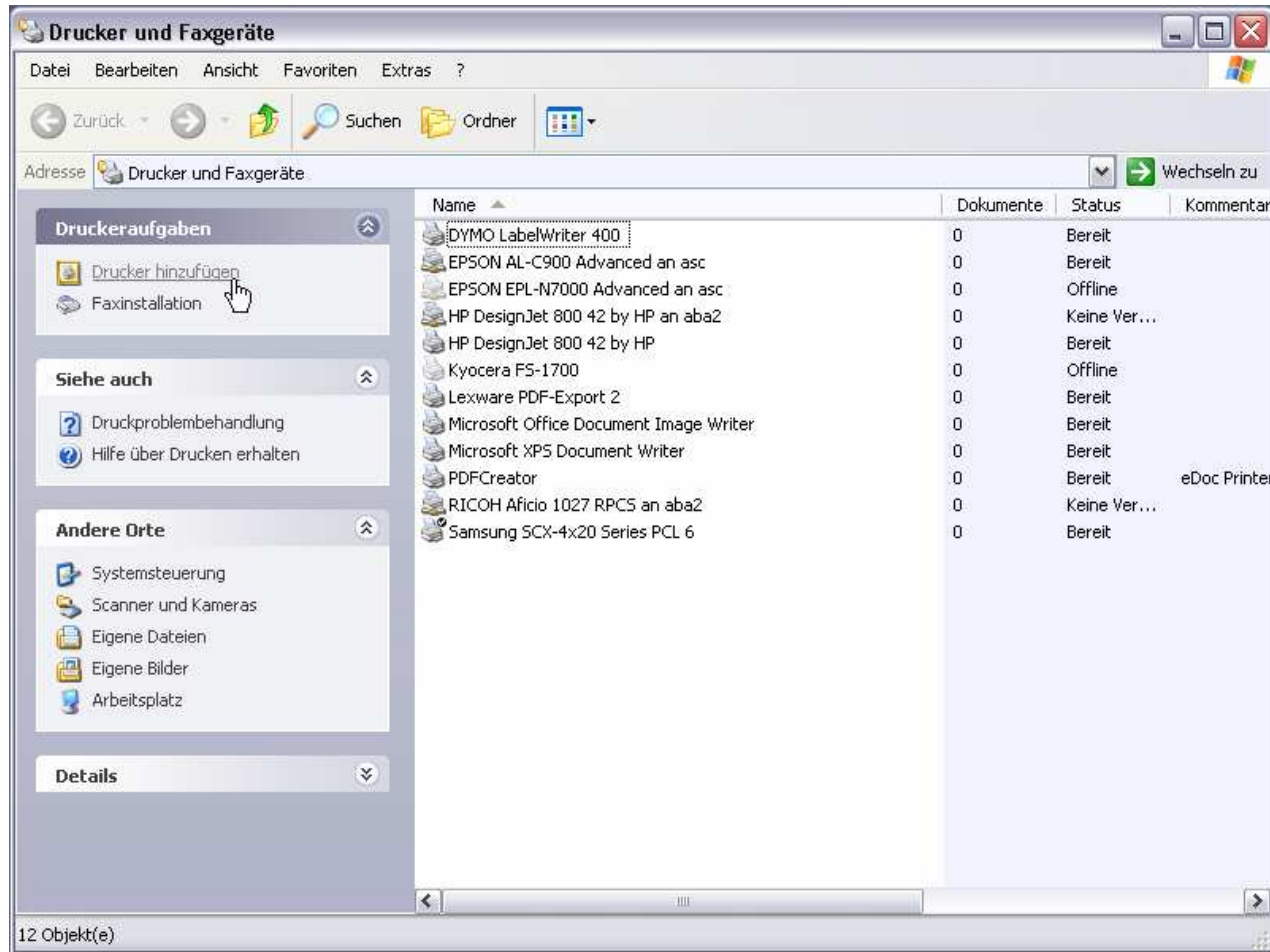 Drucker und Faxgeräte
Datei Bearbeiten Ansicht Favoriten Extras ?
Zurück Suchen Ordner
Adresse Drucker und Faxgeräte Wechseln zu
Druckeraufgaben
Drucker hinzufügen
Faxinstallation
Siehe auch
Druckproblembehandlung
Hilfe über Drucken erhalten
Andere Orte
Systemsteuerung
Scanner und Kameras
Eigene Dateien
Eigene Bilder
Arbeitsplatz
Details
Name Dokumente Status Kommentar
DYMO LabelWriter 400 0 Bereit
EPSON AL-C900 Advanced an asc 0 Bereit
EPSON EPL-N7000 Advanced an asc 0 Offline
HP DesignJet 800 42 by HP an aba2 0 Keine Ver...
HP DesignJet 800 42 by HP 0 Bereit
Kyocera FS-1700 0 Offline
Lexware PDF-Export 2 0 Bereit
Microsoft Office Document Image Writer 0 Bereit
Microsoft XPS Document Writer 0 Bereit
PDFCreator 0 Bereit eDoc Printe
RICOH Aficio 1027 RPCS an aba2 0 Keine Ver...
Samsung SCX-4x20 Series PCL 6 0 Bereit
12 Objekt(e)